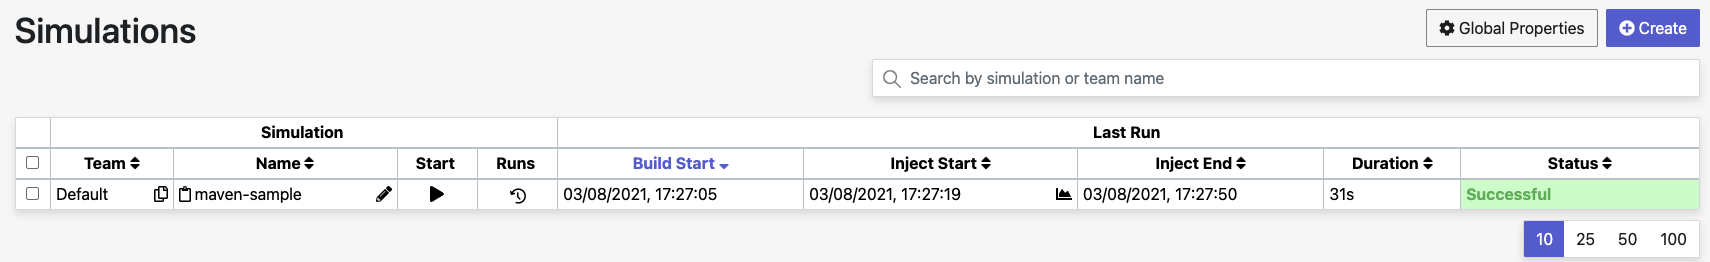 Simulations
Global Properties
Create
Search by simulation or team name
Simulation Last Run
Team Name Start Runs Build Start Inject Start Inject End Duration Status
Default maven-sample 03/08/2021, 17:27:05 03/08/2021, 17:27:19 03/08/2021, 17:27:50 31s Successful
10 25 50 100